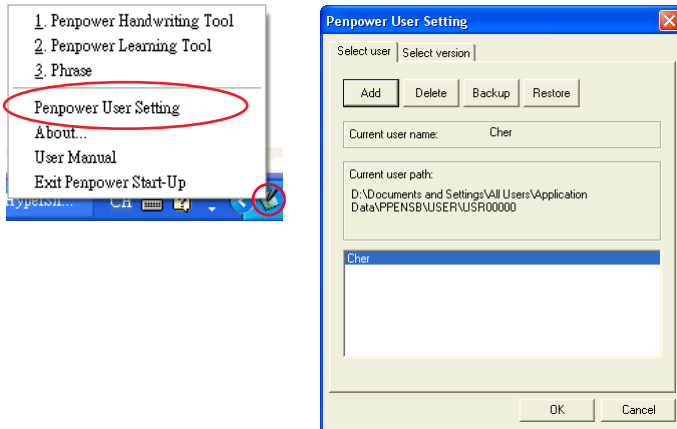 1. Penpower Handwriting Tool
2. Penpower Learning Tool
3. Phrase
Penpower User Setting
About...
User Manual
Exit Penpower Start-Up
CH
Penpower User Setting
Select user
Select version
Add
Delete
Backup
Restore
Current user name:
Cher
Current user path:
D:\Documents and Settings\All Users\Application
Data\PPENSB\USER\USR00000
Cher
OK
Cancel